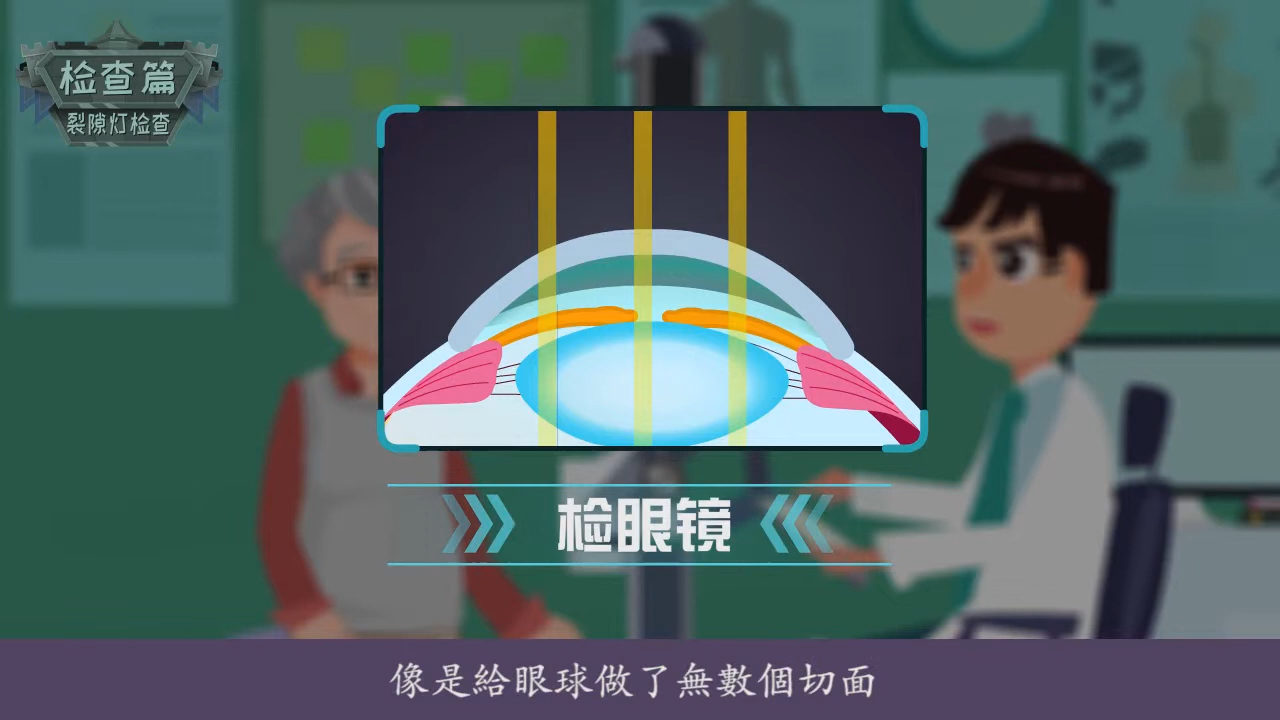 检查篇
裂隙灯检查
检眼镜
像是給眼球做了無數個切面